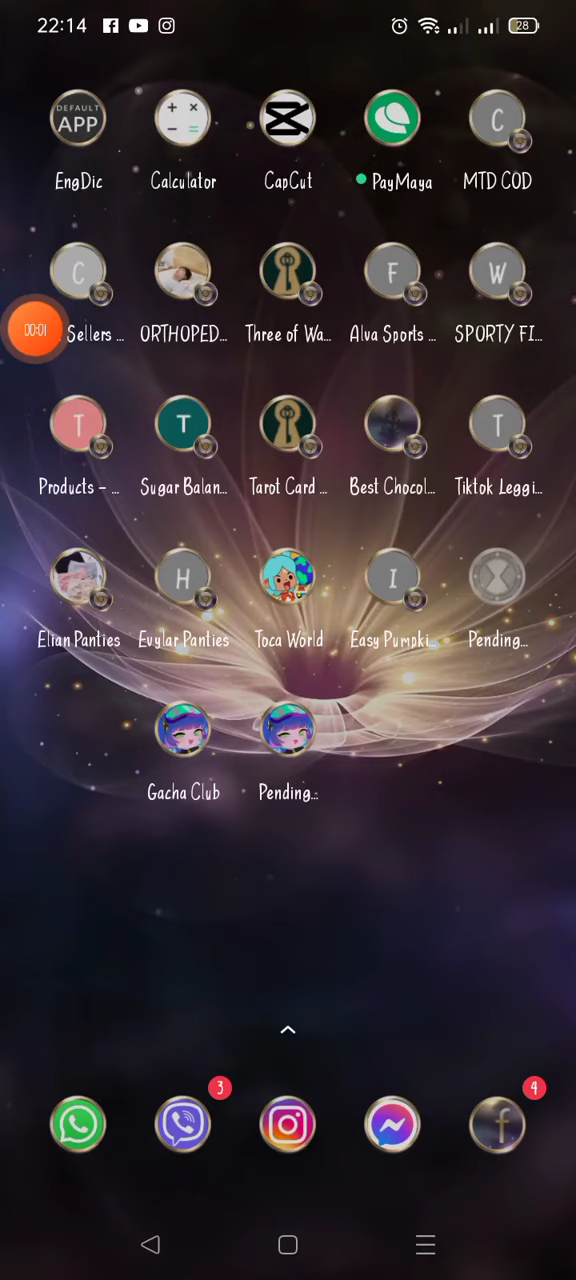 22:14
28
DEFAULT
APP
C
EngDic
Calculator
CapCut
PayMaya
MTD COD
C
F
W
00:01
Sellers ...
ORTHOPED...
Three of Wa...
Alva Sports ...
SPORTY FI...
T
T
T
Products - ...
Sugar Balan...
Tarot Card ...
Best Chocol...
Tiktok Leggi...
H
I
Elian Panties
Evylar Panties
Toca World
Easy Pumpki...
Pending...
Gacha Club
Pending...
3
4